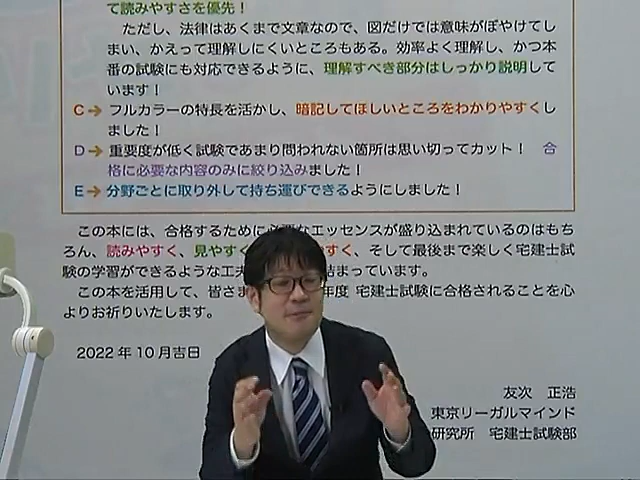 て読みやすさを優先！
ただし、法律はあくまで文章なので、図だけでは意味がぼやけてし
まい、かえって理解しにくいところもある。効率よく理解し、かつ本
番の試験にも対応できるように、理解すべき部分はしっかり説明して
います！
C→ フルカラーの特長を活かし、暗記してほしいところをわかりやすくし
ました！
D→ 重要度が低く試験であまり問われない箇所は思い切ってカット！ 合
格に必要な内容のみに絞り込みました！
E→ 分野ごとに取り外して持ち運びできるようにしました！
この本には、合格するために必要なエッセンスが盛り込まれているのはもち
ろん、読みやすく、見やすく すく、そして最後まで楽しく宅建士試
験の学習ができるような工夫 詰まっています。
この本を活用して、皆さま 年度 宅建士試験に合格されることを心
よりお祈りいたします。
2022年10月吉日
友次 正浩
東京リーガルマインド
研究所 宅建士試験部